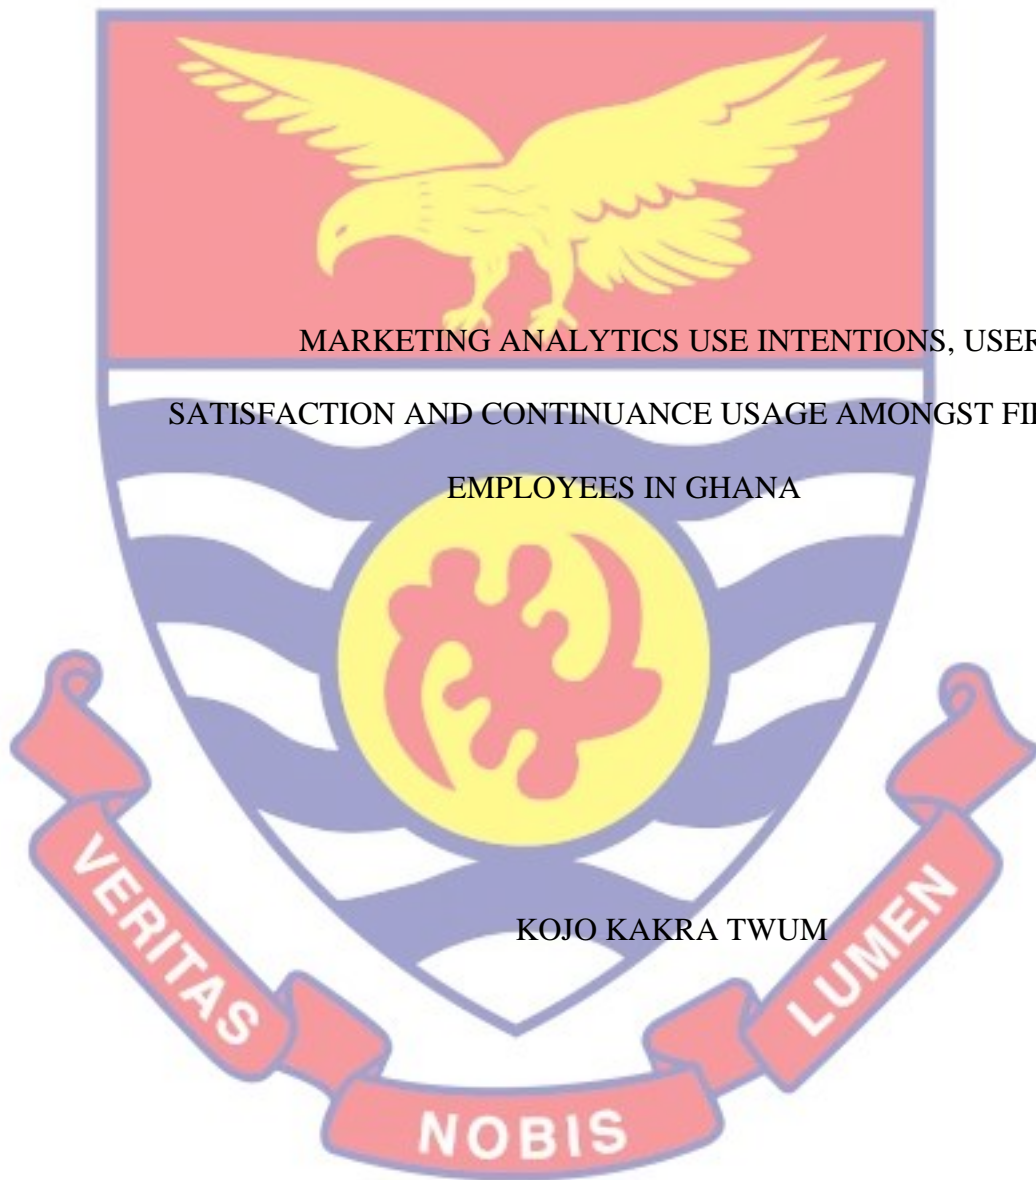 MARKETING ANALYTICS USE INTENTIONS, USER
SATISFACTION AND CONTINUANCE USAGE AMONGST
EMPLOYEES IN GHANA
KOJO KAKRA TWUM
VERITAS
NOBIS
LUMEN